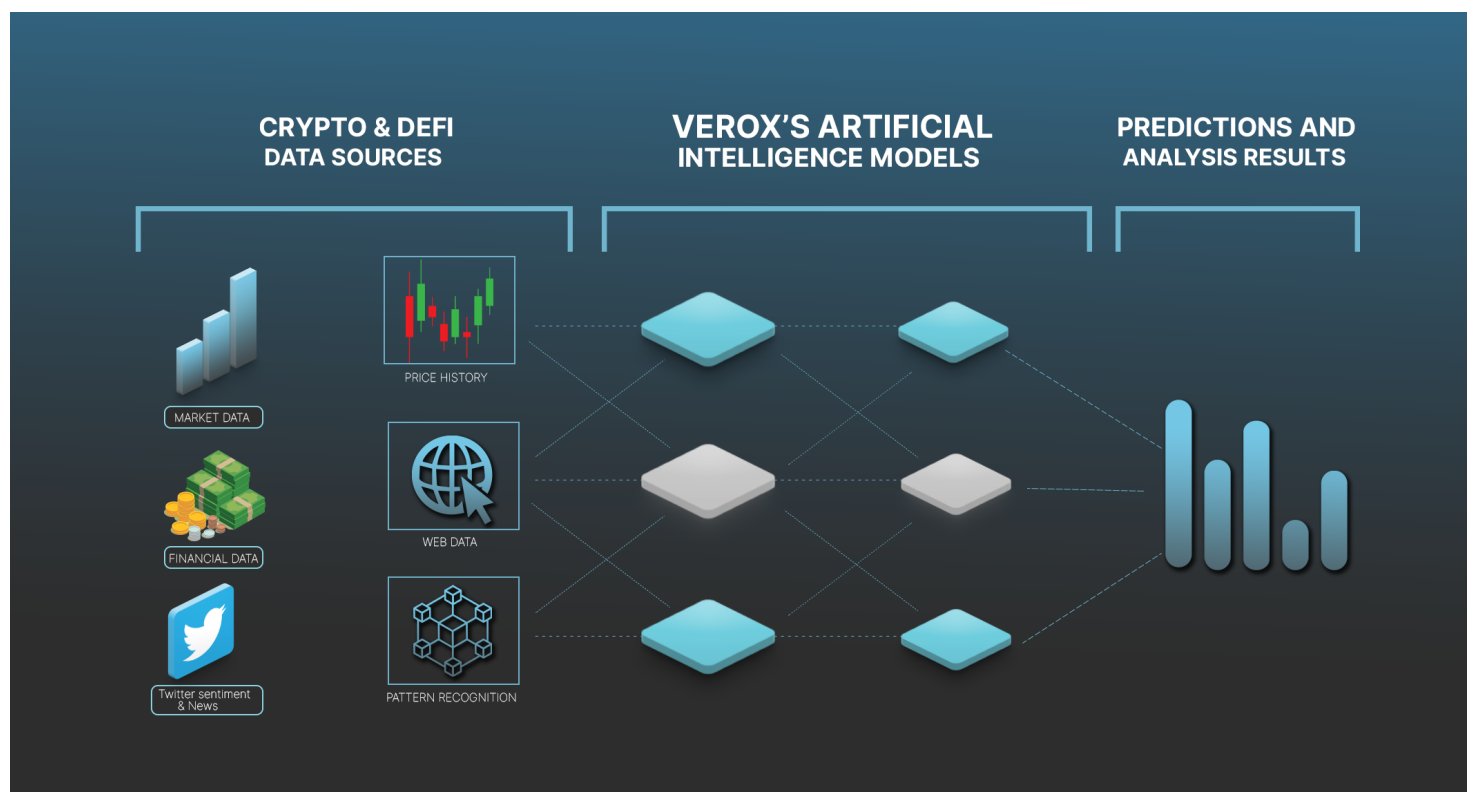 CRYPTO & DEFI
DATA SOURCES
VEROX'S ARTIFICIAL
INTELLIGENCE MODELS
PREDICTIONS AND
ANALYSIS RESULTS
PRICE HISTORY
MARKET DATA
WEB DATA
FINANCIAL DATA
Twitter sentiment
& News
PATTERN RECOGNITION